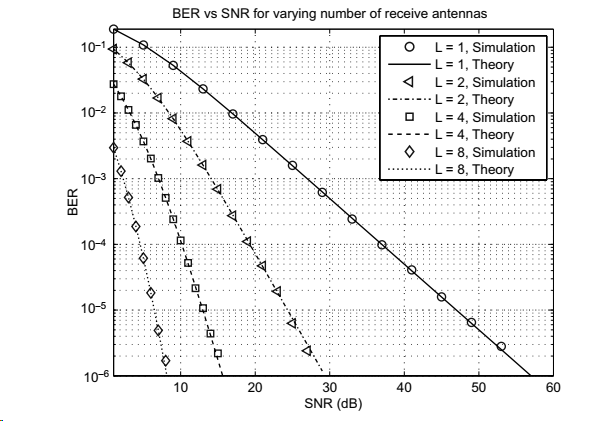 BER vs SNR for varying number of receive antennas
L = 1, Simulation
L = 1, Theory
L = 2, Simulation
L = 2, Theory
L = 4, Simulation
L = 4, Theory
L = 8, Simulation
L = 8, Theory
BER
10⁻¹
10⁻²
10⁻³
10⁻⁴
10⁻⁵
10⁻⁶
10 20 30 40 50 60
SNR (dB)